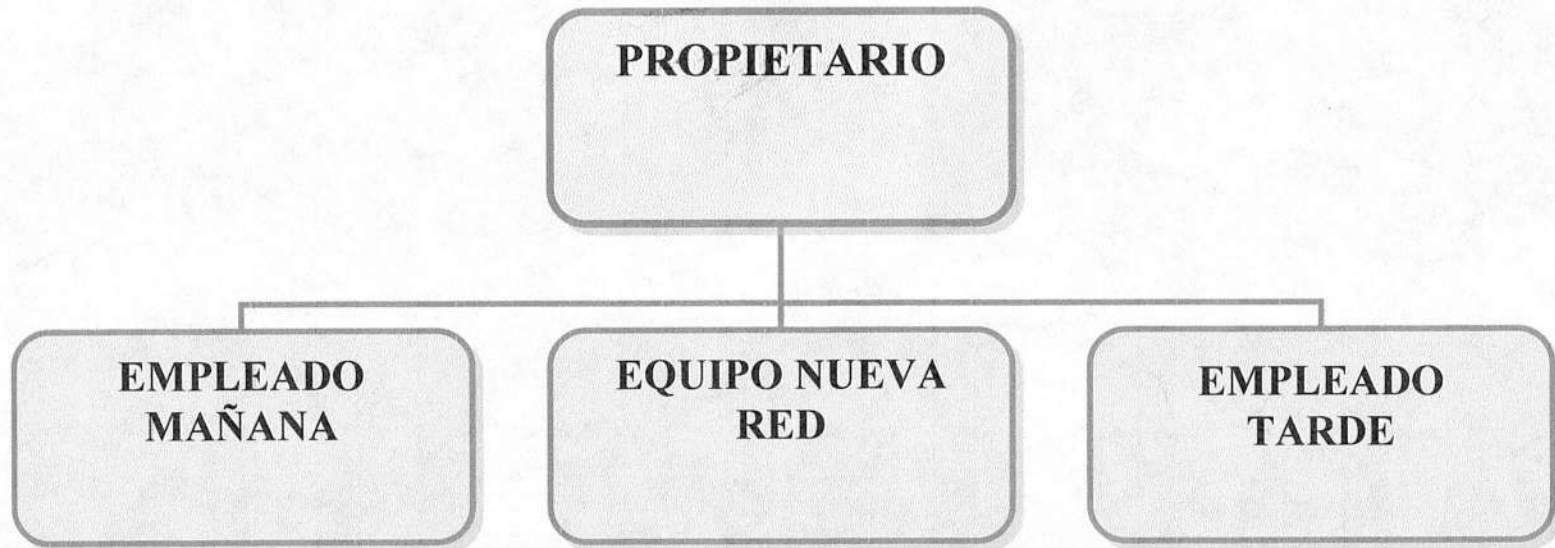 PROPIETARIO
EMPLEADO
MAÑANA
EQUIPO NUEVA
RED
EMPLEADO
TARDE